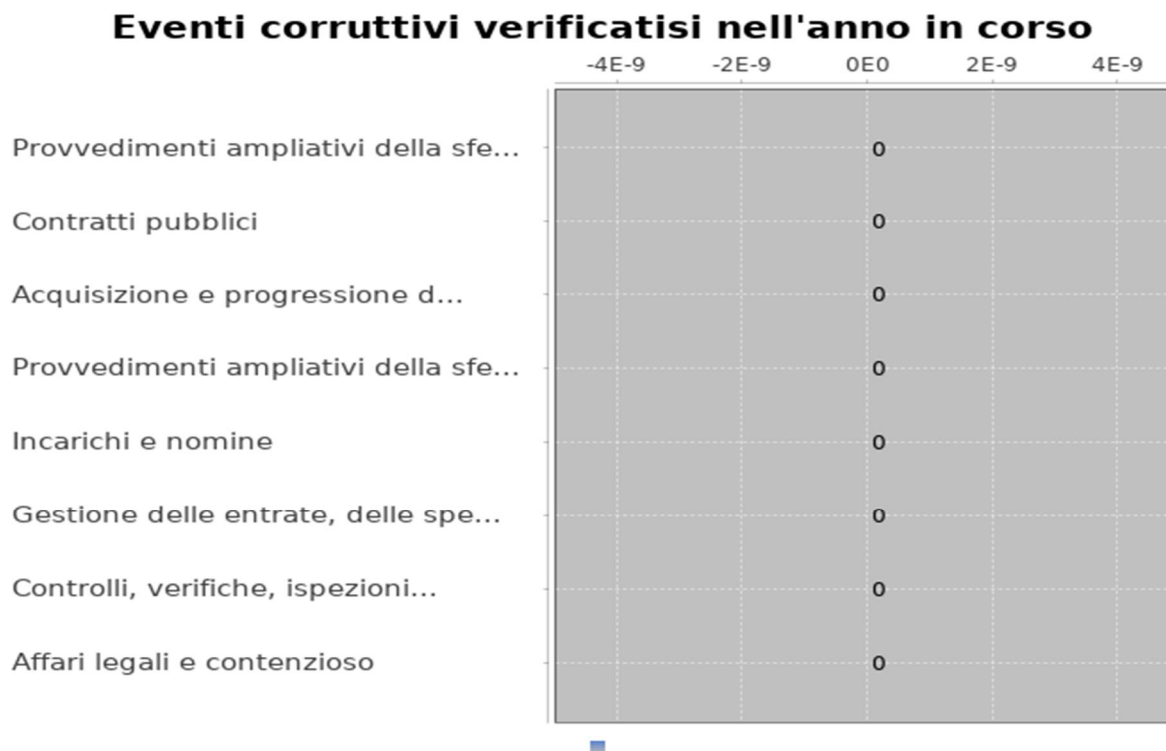 Eventi corruttivi verificatisi nell'anno in corso
-4E-9 -2E-9 0E0 2E-9 4E-9
Provvedimenti ampliativi della sfe... 0
Contratti pubblici 0
Acquisizione e progressione d... 0
Provvedimenti ampliativi della sfe... 0
Incarichi e nomine 0
Gestione delle entrate, delle spe... 0
Controlli, verifiche, ispezioni... 0
Affari legali e contenzioso 0